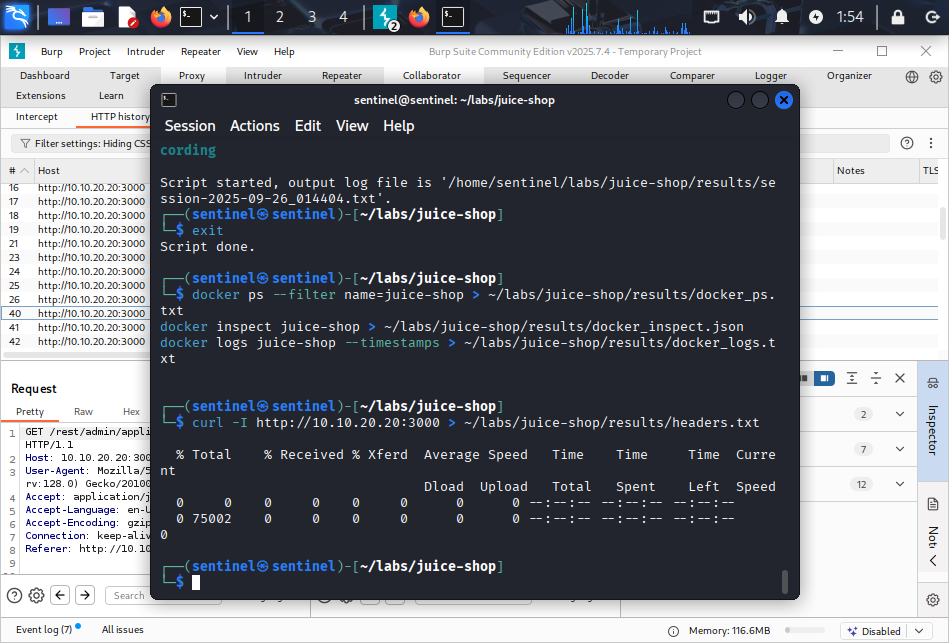 1 2 3 4 2 1:54
Burp Project Intruder Repeater View Help Burp Suite Community Edition v2025.7.4 - Temporary Project
Dashboard Target Proxy Intruder Repeater Collaborator Sequencer Decoder Comparer Logger Organizer
Extensions Learn
Intercept HTTP history
Filter settings: Hiding CSS
# Host Notes TLS
16 http://10.10.20.20:3000
17 http://10.10.20.20:3000
18 http://10.10.20.20:3000
19 http://10.10.20.20:3000
21 http://10.10.20.20:3000
23 http://10.10.20.20:3000
24 http://10.10.20.20:3000
25 http://10.10.20.20:3000
26 http://10.10.20.20:3000
40 http://10.10.20.20:3000
41 http://10.10.20.20:3000
42 http://10.10.20.20:3000
Request
Pretty Raw Hex
1 GET /rest/admin/appli
HTTP/1.1
2 Host: 10.10.20.20:300
3 User-Agent: Mozilla/5
rv:128.0) Gecko/20100
4 Accept: application/j
5 Accept-Language: en-U
6 Accept-Encoding: gzip
7 Connection: keep-aliv
8 Referer: http://10.10
9
Search
Event log (7) All issues
Memory: 116.6MB Disabled
2
7
12
Inspector
Not
sentinel@sentinel: ~/labs/juice-shop
Session Actions Edit View Help
cording
Script started, output log file is '/home/sentinel/labs/juice-shop/results/se
ssion-2025-09-26_014404.txt'.
┌──(sentinel㉿sentinel)-[~/labs/juice-shop]
└─$ exit
Script done.
┌──(sentinel㉿sentinel)-[~/labs/juice-shop]
└─$ docker ps --filter name=juice-shop > ~/labs/juice-shop/results/docker_ps.
txt
docker inspect juice-shop > ~/labs/juice-shop/results/docker_inspect.json
docker logs juice-shop --timestamps > ~/labs/juice-shop/results/docker_logs.t
xt
┌──(sentinel㉿sentinel)-[~/labs/juice-shop]
└─$ curl -I http://10.10.20.20:3000 > ~/labs/juice-shop/results/headers.txt
% Total % Received % Xferd Average Speed Time Time Time Curre
nt
Dload Upload Total Spent Left Speed
0 0 0 0 0 0 0 0 --:--:-- --:--:-- --:--:--
0 75002 0 0 0 0 0 0 --:--:-- --:--:-- --:--:--
0
┌──(sentinel㉿sentinel)-[~/labs/juice-shop]
└─$